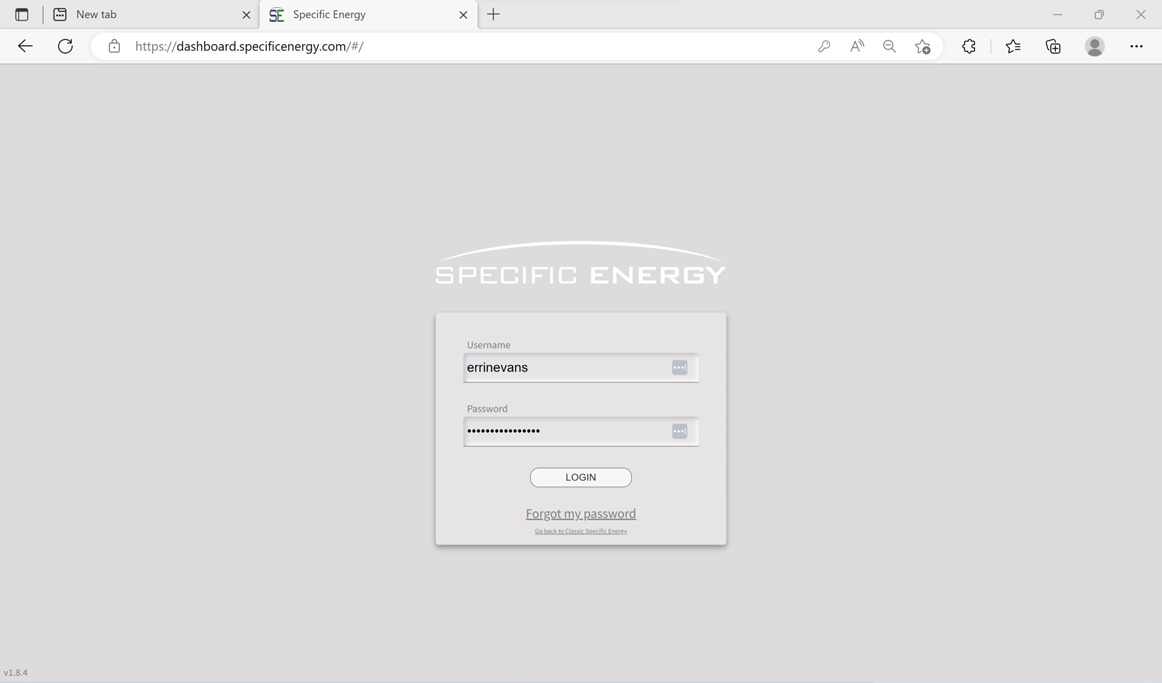 New tab
Specific Energy
https://dashboard.specificenergy.com/#/
SPECIFIC ENERGY
Username
errinevans
Password
••••••••••••••••
LOGIN
Forgot my password
Go back to Classic Specific Energy
v1.8.4